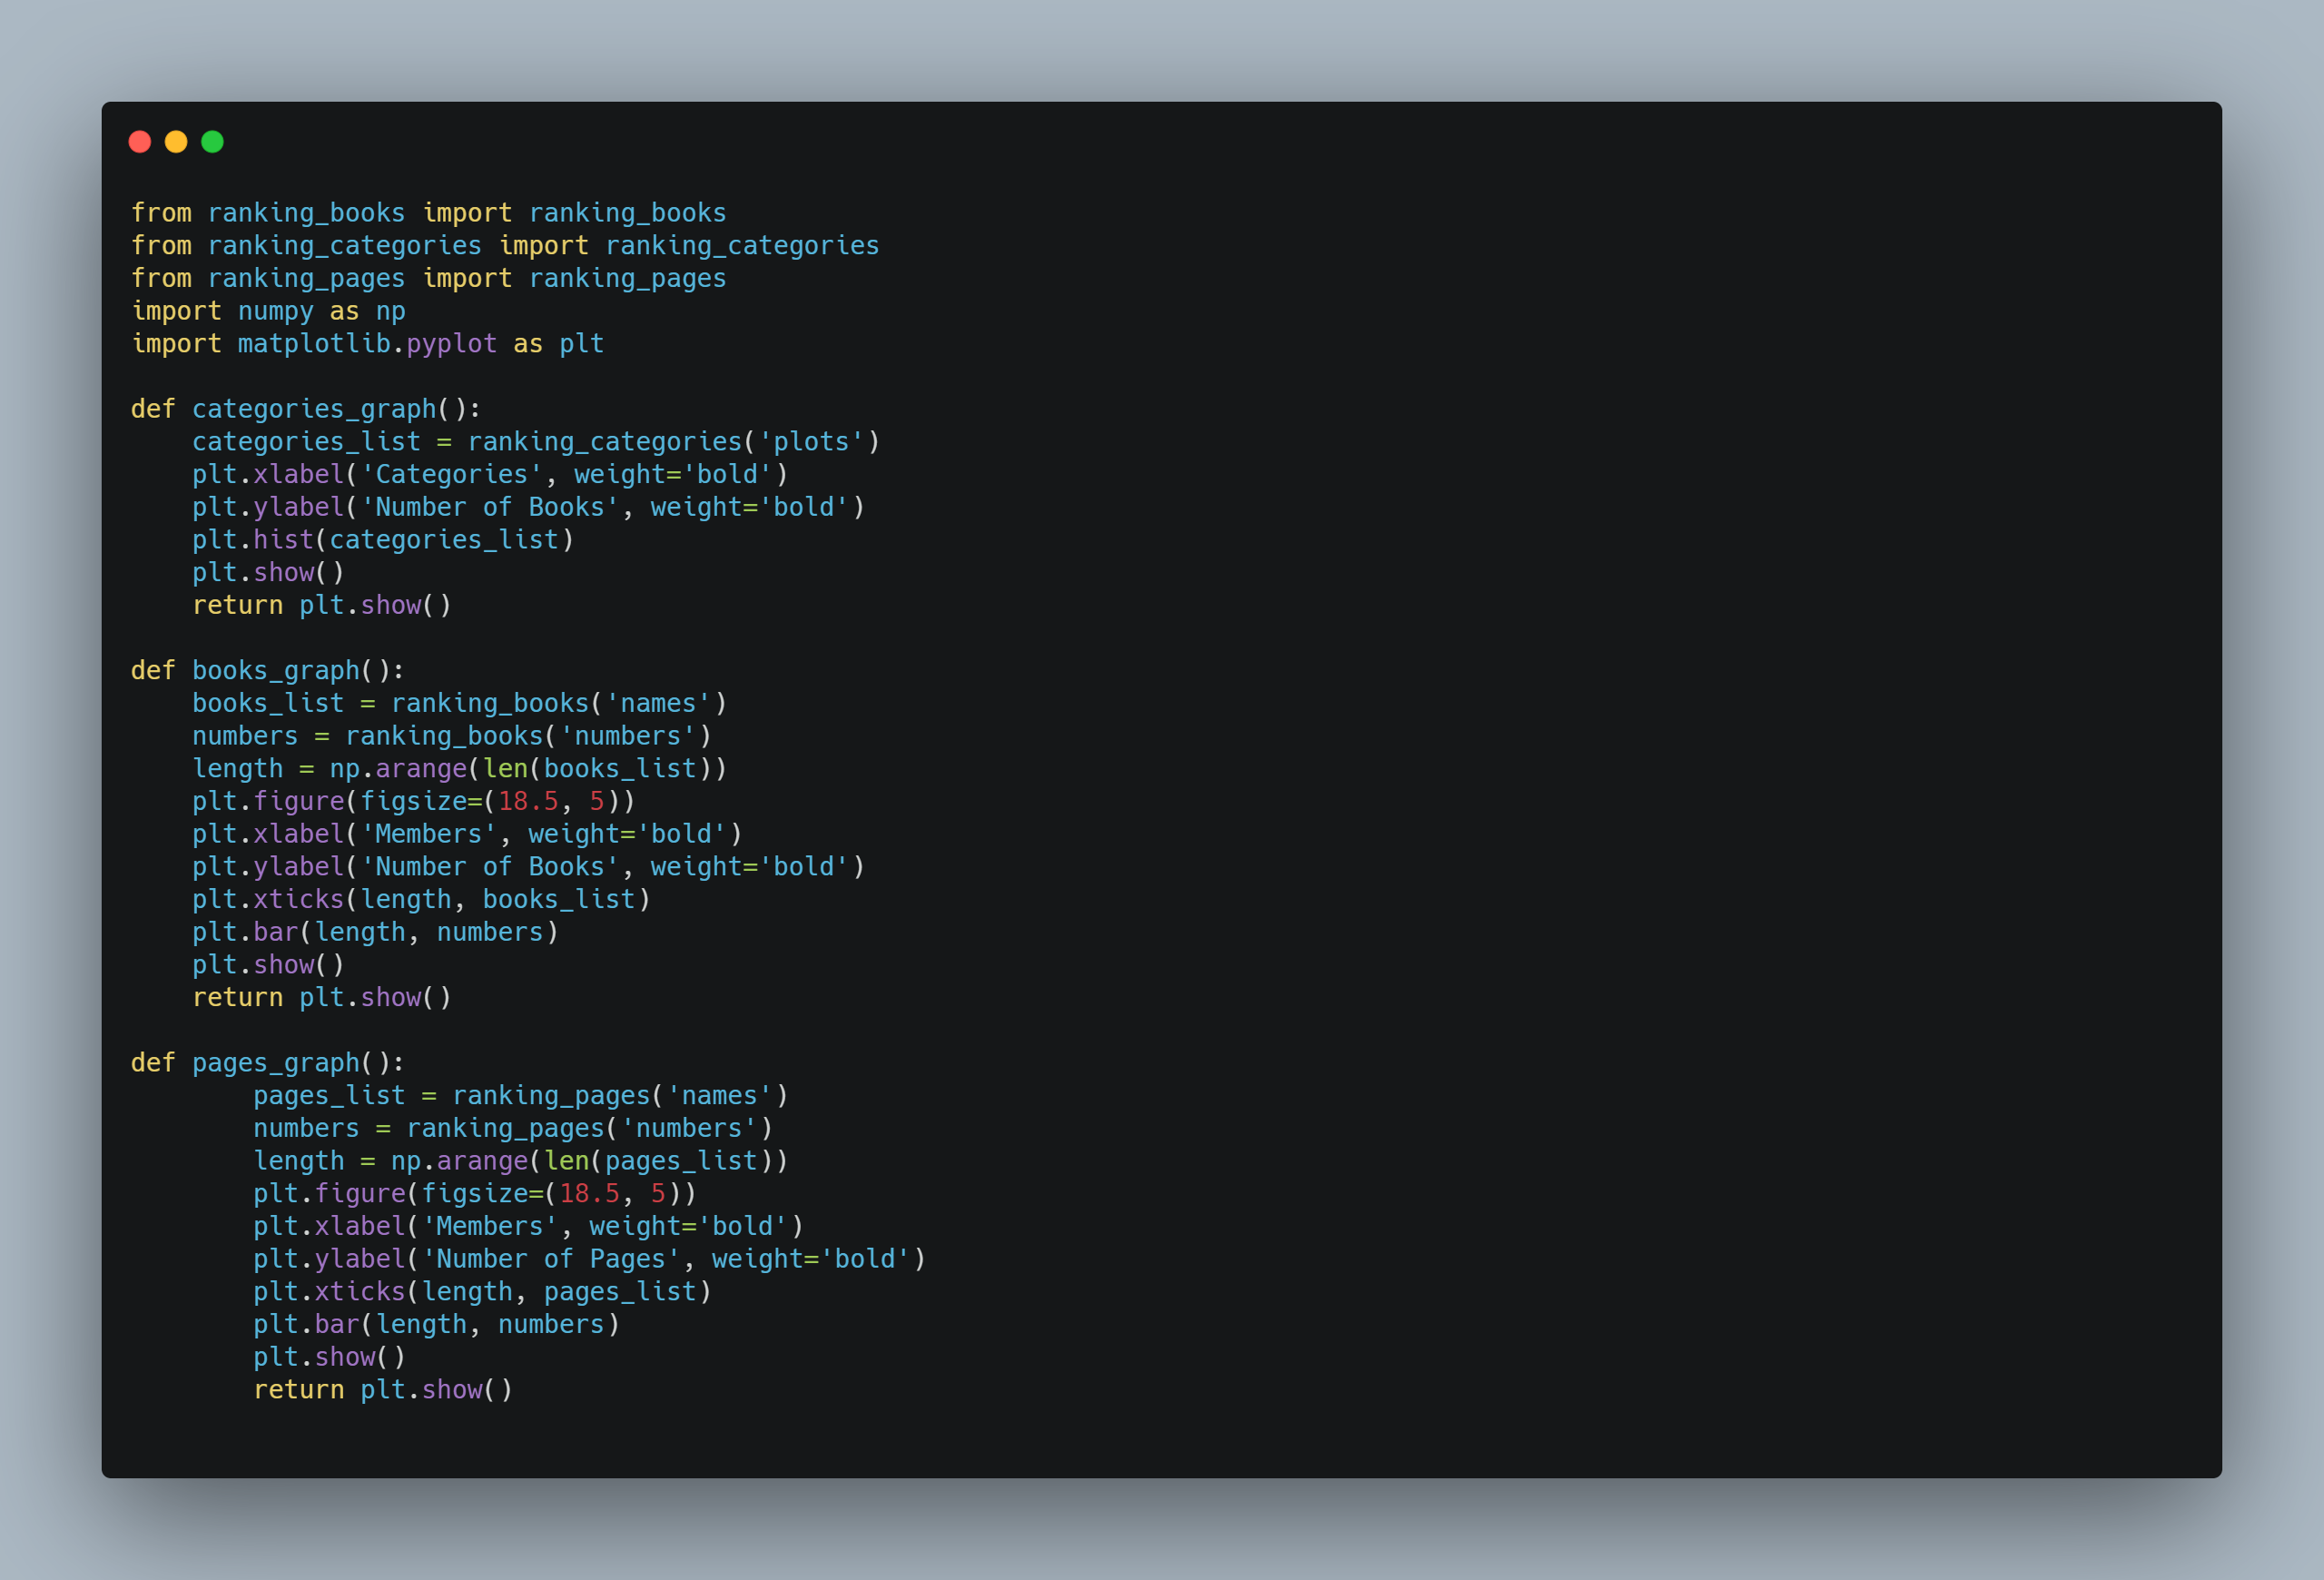 from ranking_books import ranking_books
from ranking_categories import ranking_categories
from ranking_pages import ranking_pages
import numpy as np
import matplotlib.pyplot as plt

def categories_graph():
    categories_list = ranking_categories('plots')
    plt.xlabel('Categories', weight='bold')
    plt.ylabel('Number of Books', weight='bold')
    plt.hist(categories_list)
    plt.show()
    return plt.show()

def books_graph():
    books_list = ranking_books('names')
    numbers = ranking_books('numbers')
    length = np.arange(len(books_list))
    plt.figure(figsize=(18.5, 5))
    plt.xlabel('Members', weight='bold')
    plt.ylabel('Number of Books', weight='bold')
    plt.xticks(length, books_list)
    plt.bar(length, numbers)
    plt.show()
    return plt.show()

def pages_graph():
        pages_list = ranking_pages('names')
        numbers = ranking_pages('numbers')
        length = np.arange(len(pages_list))
        plt.figure(figsize=(18.5, 5))
        plt.xlabel('Members', weight='bold')
        plt.ylabel('Number of Pages', weight='bold')
        plt.xticks(length, pages_list)
        plt.bar(length, numbers)
        plt.show()
        return plt.show()